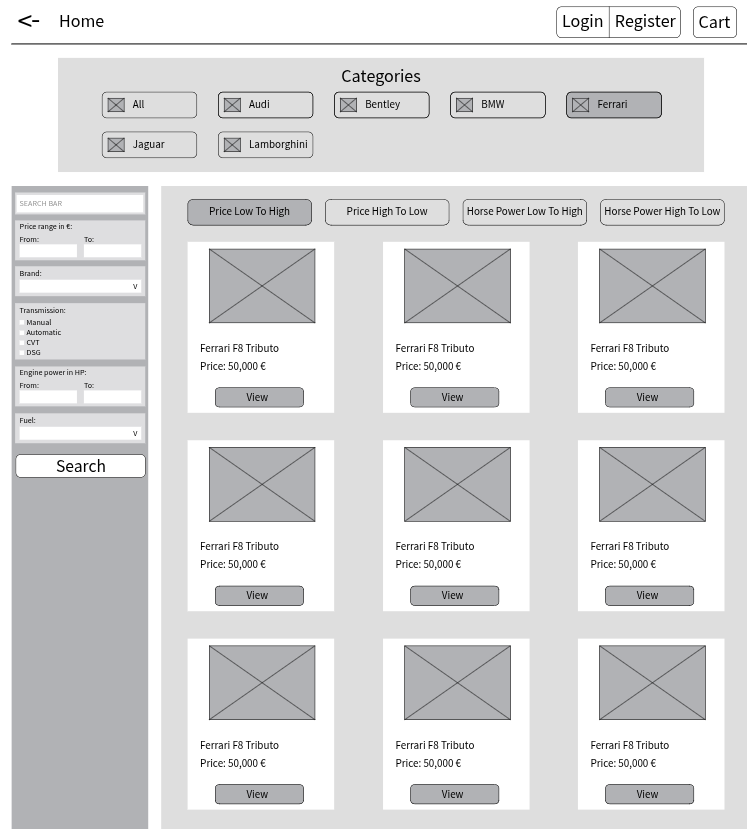 <- Home Login Register Cart
Categories
All Audi Bentley BMW Ferrari
Jaguar Lamborghini
SEARCH BAR
Price range in €:
From: To:
Brand:
V
Transmission:
Manual
Automatic
CVT
DSG
Engine power in HP:
From: To:
Fuel:
V
Search
Price Low To High Price High To Low Horse Power Low To High Horse Power High To Low
Ferrari F8 Tributo Ferrari F8 Tributo Ferrari F8 Tributo
Price: 50,000 € Price: 50,000 € Price: 50,000 €
View View View
Ferrari F8 Tributo Ferrari F8 Tributo Ferrari F8 Tributo
Price: 50,000 € Price: 50,000 € Price: 50,000 €
View View View
Ferrari F8 Tributo Ferrari F8 Tributo Ferrari F8 Tributo
Price: 50,000 € Price: 50,000 € Price: 50,000 €
View View View